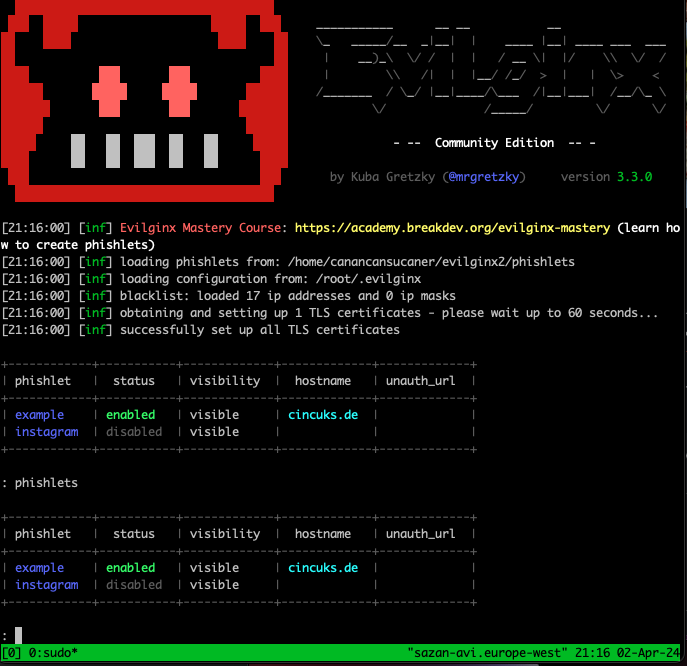 Evilginx
- -- Community Edition -- -
by Kuba Gretzky (@mrgretzky) version 3.3.0
[21:16:00] [inf] Evilginx Mastery Course: https://academy.breakdev.org/evilginx-mastery (learn ho
w to create phishlets)
[21:16:00] [inf] loading phishlets from: /home/canancansucaner/evilginx2/phishlets
[21:16:00] [inf] loading configuration from: /root/.evilginx
[21:16:00] [inf] blacklist: loaded 17 ip addresses and 0 ip masks
[21:16:00] [inf] obtaining and setting up 1 TLS certificates - please wait up to 60 seconds...
[21:16:00] [inf] successfully set up all TLS certificates
| phishlet | status | visibility | hostname | unauth_url |
| example | enabled | visible | cincuks.de | |
| instagram | disabled | visible | | |
: phishlets
| phishlet | status | visibility | hostname | unauth_url |
| example | enabled | visible | cincuks.de | |
| instagram | disabled | visible | | |
:
[0] 0:sudo* "sazan-avi.europe-west" 21:16 02-Apr-24